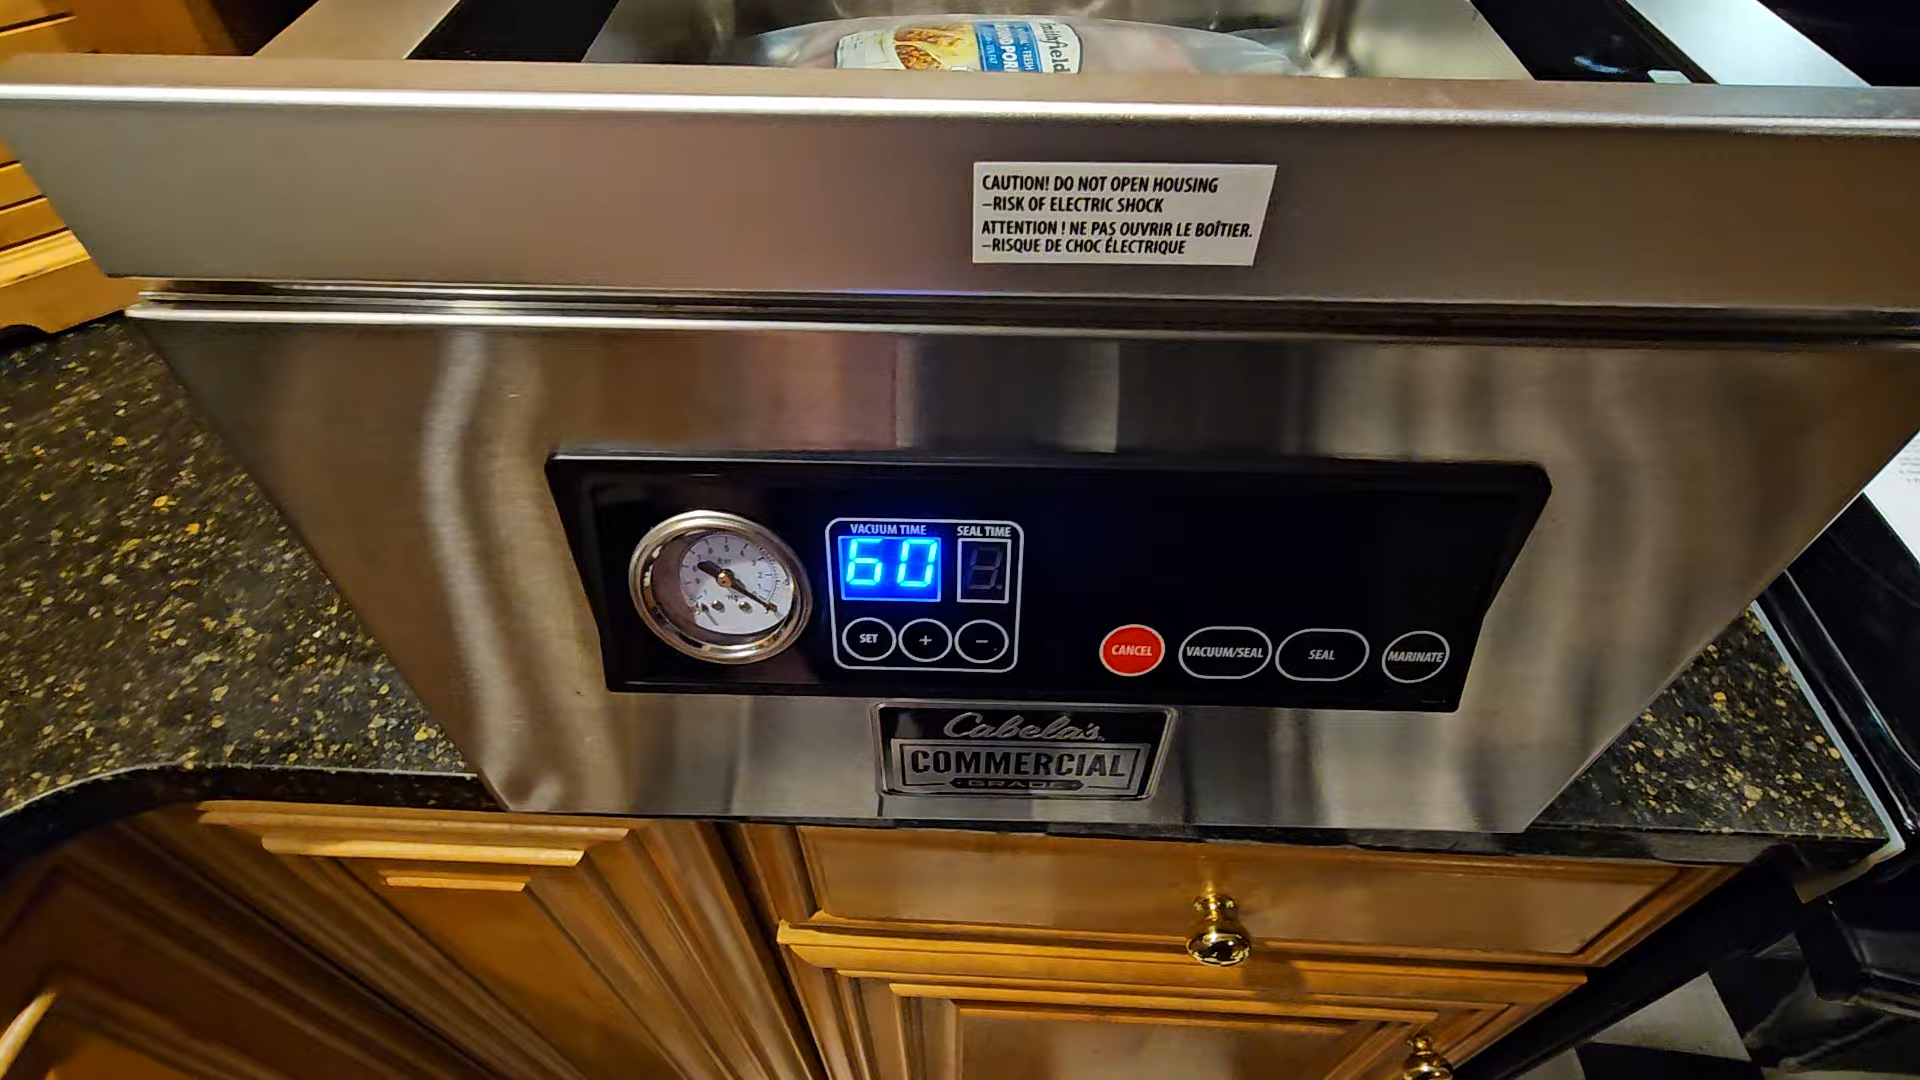 CAUTION! DO NOT OPEN HOUSING
–RISK OF ELECTRIC SHOCK
ATTENTION ! NE PAS OUVRIR LE BOÎTIER.
–RISQUE DE CHOC ÉLECTRIQUE
VACUUM TIME
SEAL TIME
60
SET
+
−
CANCEL
VACUUM/SEAL
SEAL
MARINATE
Cabela's
COMMERCIAL
GRADE